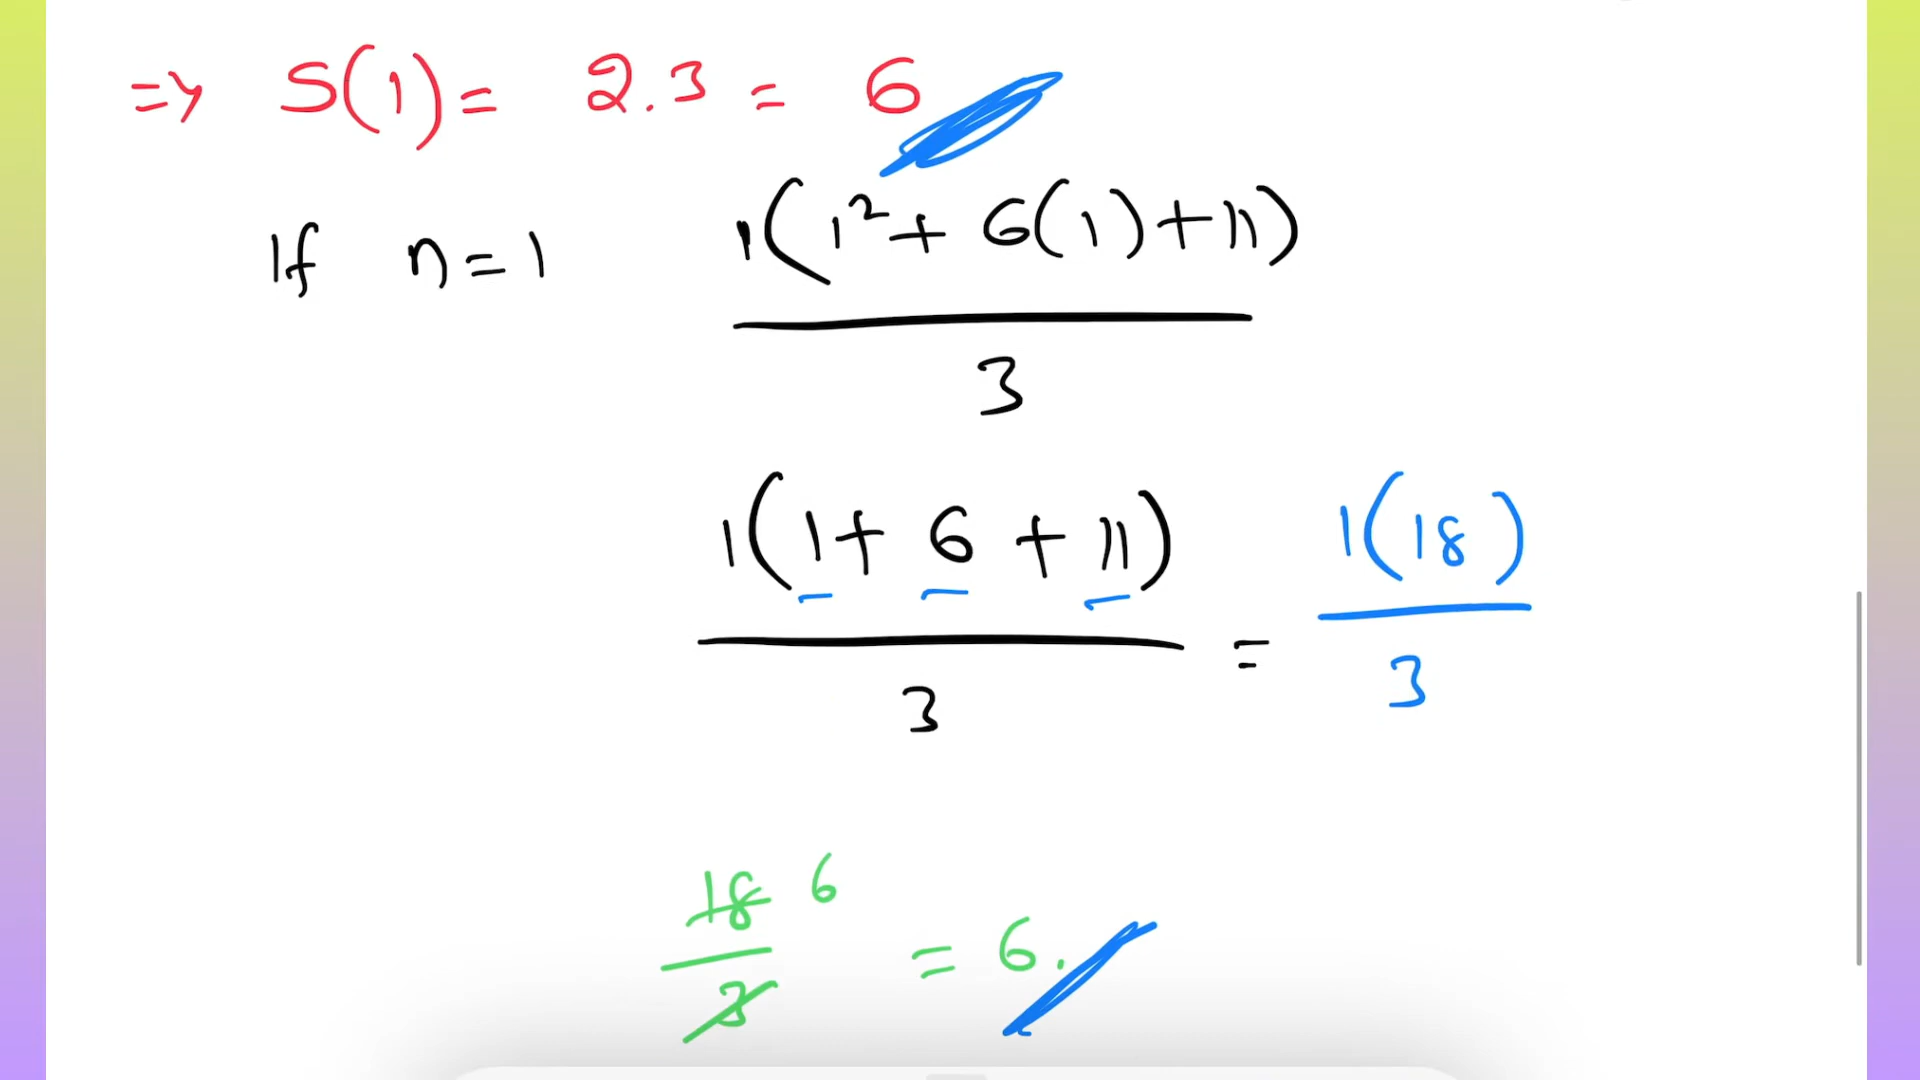 => S(1) = 2.3 = 6
If n=1 1(1²+ 6(1)+11)
3
1(1+ 6 + 11) = 1(18)
3 3
18 6
3 = 6.